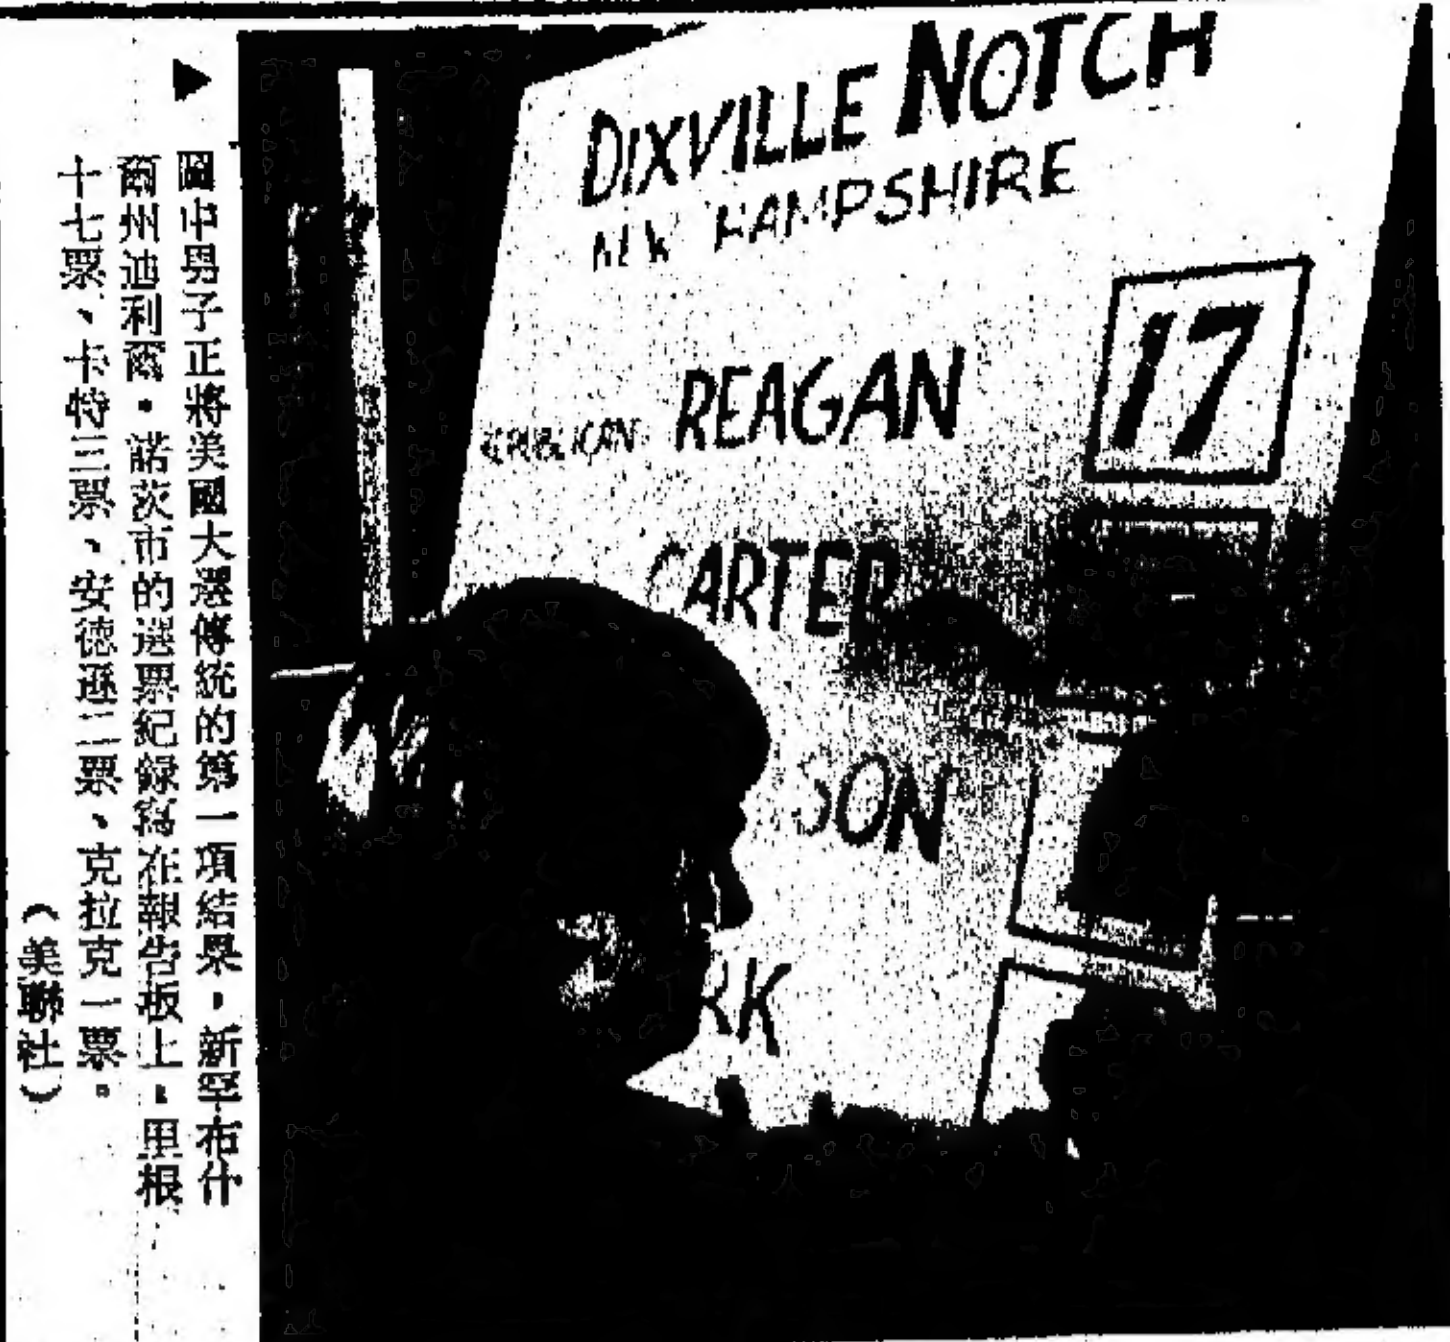 圖中男子正將美國大選傳統的第一項結果，新罕布什
爾州迪利爾·諾茨市的選票紀錄寫在報告板上，里根
十七票、卡特三票、安德遜二票、克拉克一票。
（美聯社）
DIXVILLE NOTCH
NEW HAMPSHIRE
REPUBLICAN REAGAN 17
CARTER
SON
RK